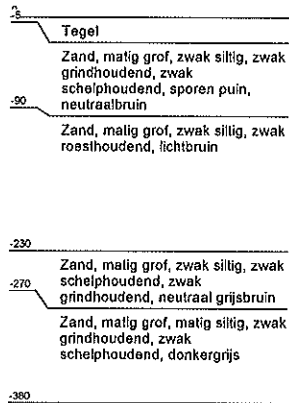 0
-5
Tegel
Zand, matig grof, zwak siltig, zwak
grindhoudend, zwak
schelphoudend, sporen puin,
neutraalbruin
-90
Zand, matig grof, zwak siltig, zwak
roesthoudend, lichtbruin
-230
Zand, matig grof, zwak siltig, zwak
schelphoudend, zwak
-270
grindhoudend, neutraal grijsbruin
Zand, matig grof, matig siltig, zwak
grindhoudend, zwak
schelphoudend, donkergrijs
-380